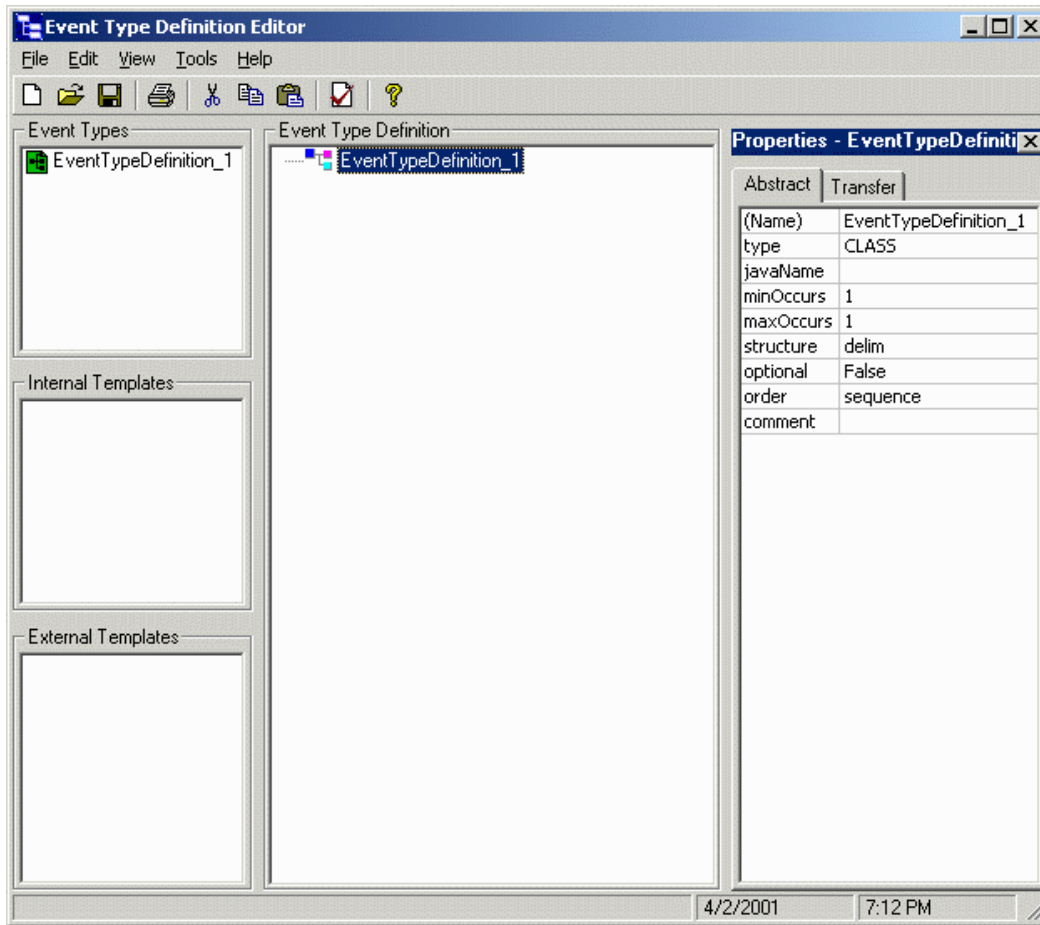 Event Type Definition Editor
File Edit View Tools Help
Event Types
EventTypeDefinition_1
Internal Templates
External Templates
Event Type Definition
EventTypeDefinition_1
Properties - EventTypeDefiniti
Abstract Transfer
(Name) EventTypeDefinition_1
type CLASS
javaName
minOccurs 1
maxOccurs 1
structure delim
optional False
order sequence
comment
4/2/2001 7:12 PM